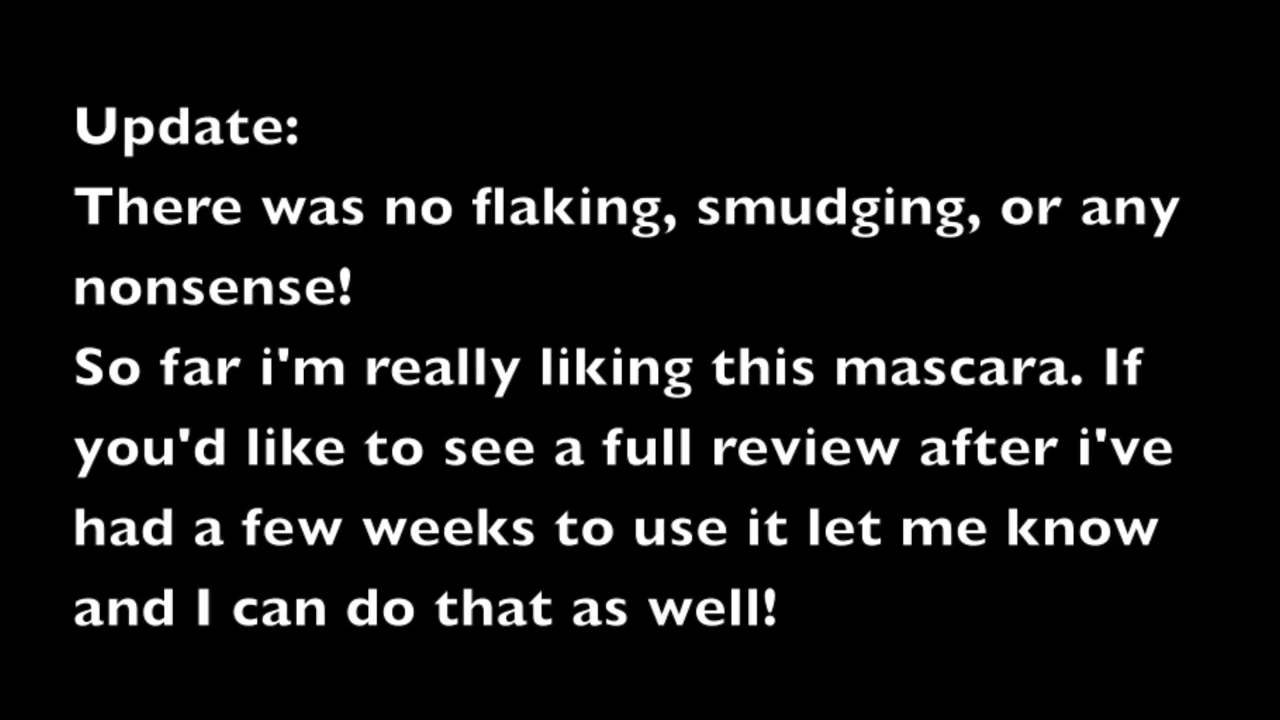 Update:
There was no flaking, smudging, or any
nonsense!
So far i'm really liking this mascara. If
you'd like to see a full review after i've
had a few weeks to use it let me know
and I can do that as well!